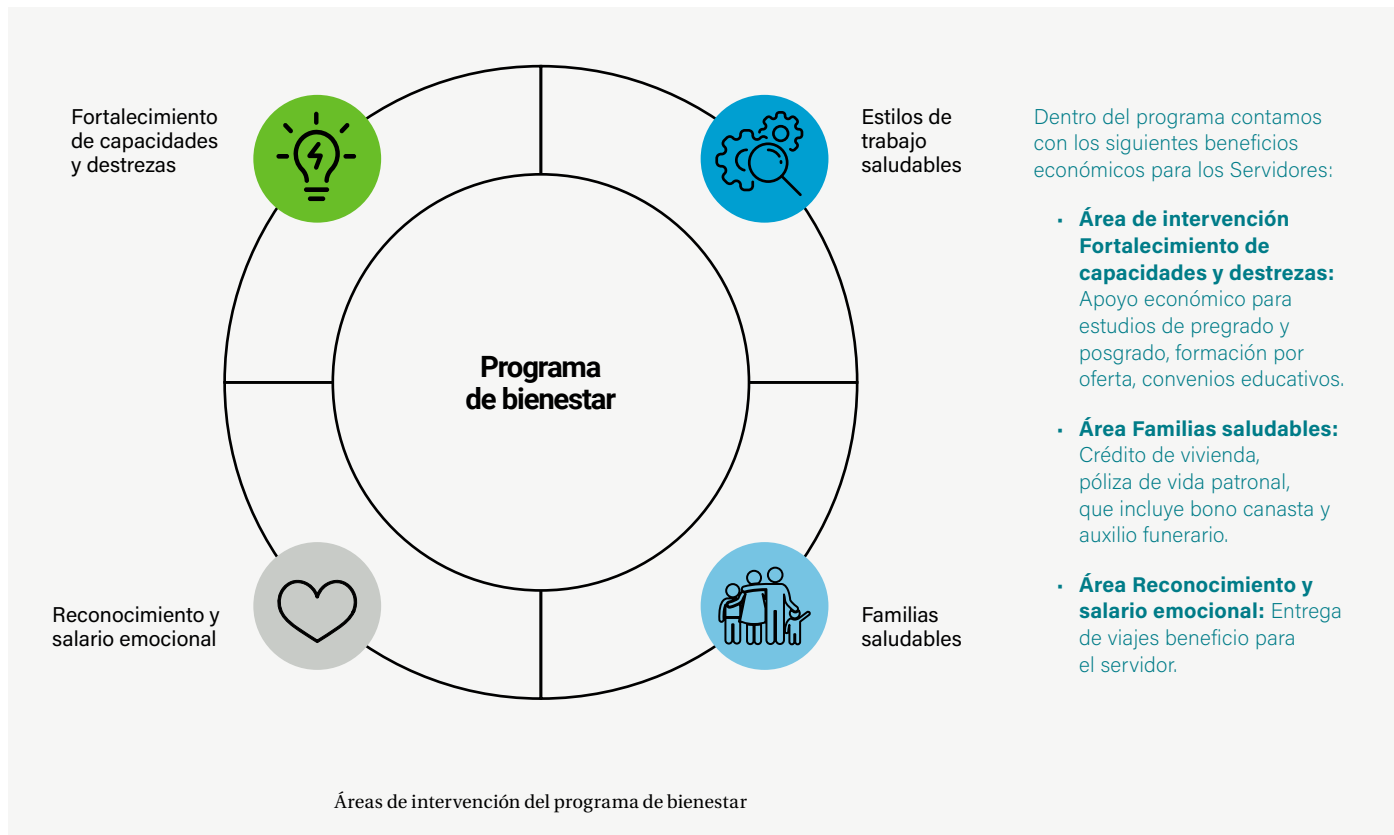 Fortalecimiento
de capacidades
y destrezas
Estilos de
trabajo
saludables
Programa
de bienestar
Reconocimiento y
salario emocional
Familias
saludables
Áreas de intervención del programa de bienestar
Dentro del programa contamos
con los siguientes beneficios
económicos para los Servidores:
• Área de intervención
Fortalecimiento de
capacidades y destrezas:
Apoyo económico para
estudios de pregrado y
posgrado, formación por
oferta, convenios educativos.
• Área Familias saludables:
Crédito de vivienda,
póliza de vida patronal,
que incluye bono canasta y
auxilio funerario.
• Área Reconocimiento y
salario emocional: Entrega
de viajes beneficio para
el servidor.